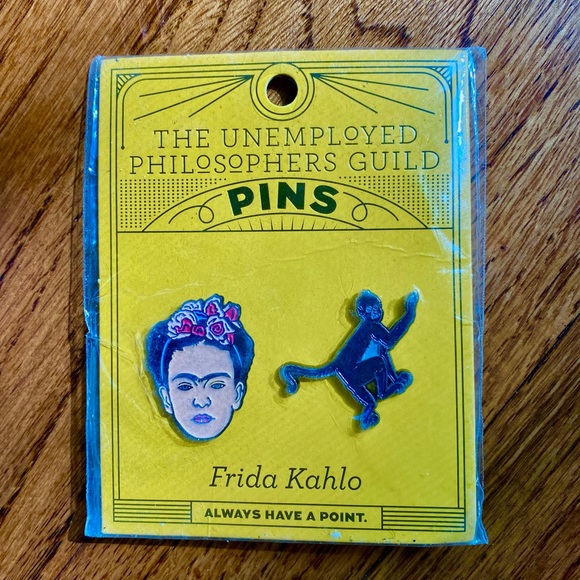 THE UNEMPLOYED
PHILOSOPHERS GUILD
PINS
Frida Kahlo
ALWAYS HAVE A POINT.